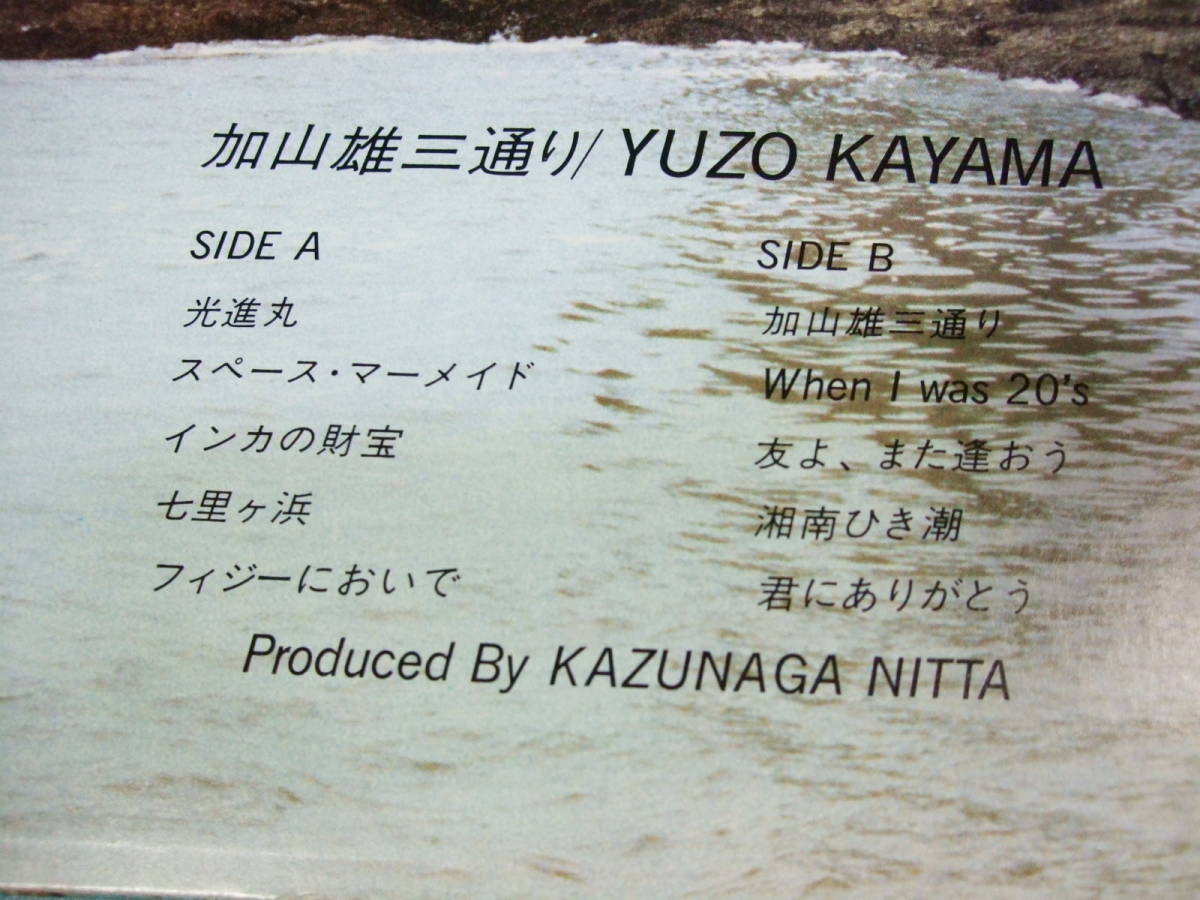 加山雄三通り/YUZO KAYAMA
SIDE A
光進丸
スペース・マーメイド
インカの財宝
七里ヶ浜
フィジーにおいで
SIDE B
加山雄三通り
When I was 20's
友よ、また逢おう
湘南ひき潮
君にありがとう
Produced By KAZUNAGA NITTA